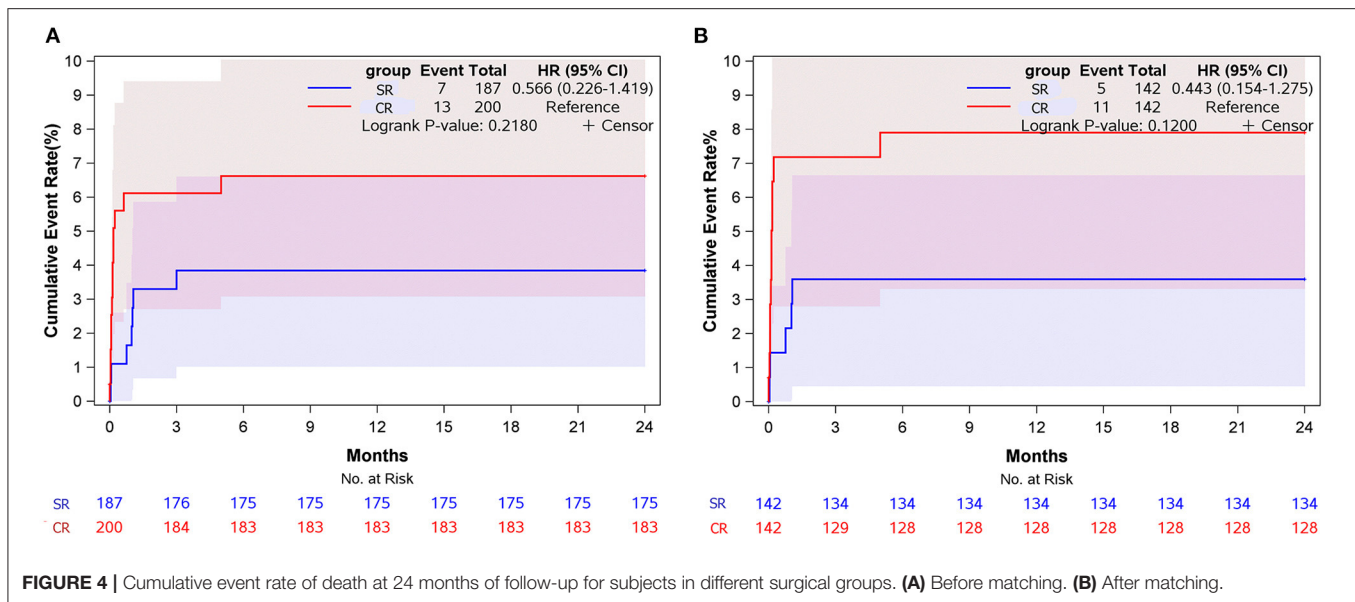 A
Cumulative Event Rate(%)
10
9
8
7
6
5
4
3
2
1
0
group Event Total HR (95% CI)
SR 7 187 0.566 (0.226-1.419)
CR 13 200 Reference
Logrank P-value: 0.2180 + Censor
0 3 6 9 12 15 18 21 24
Months
No. at Risk
SR 187 176 175 175 175 175 175 175 175
CR 200 184 183 183 183 183 183 183 183
B
Cumulative Event Rate%
10
9
8
7
6
5
4
3
2
1
0
group Event Total HR (95% CI)
SR 5 142 0.443 (0.154-1.275)
CR 11 142 Reference
Logrank P-value: 0.1200 + Censor
0 3 6 9 12 15 18 21 24
Months
No. at Risk
SR 142 134 134 134 134 134 134 134 134
CR 142 129 128 128 128 128 128 128 128
FIGURE 4 | Cumulative event rate of death at 24 months of follow-up for subjects in different surgical groups. (A) Before matching. (B) After matching.